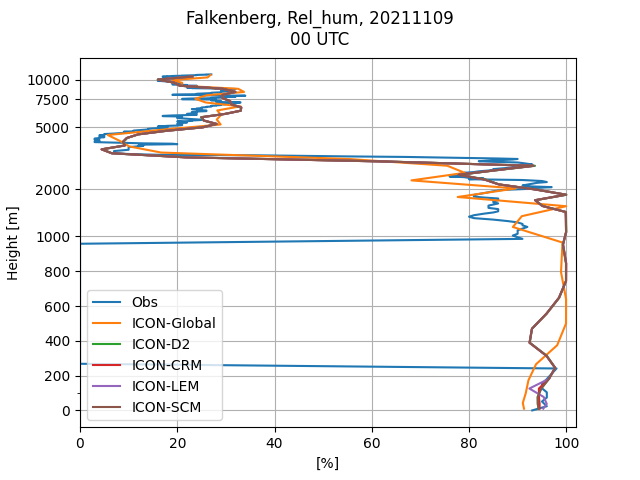 Falkenberg, Rel_hum, 20211109
00 UTC
Height [m]
10000
7500
5000
2000
1000
800
600
400
200
0
Obs
ICON-Global
ICON-D2
ICON-CRM
ICON-LEM
ICON-SCM
0 20 40 60 80 100
[%]